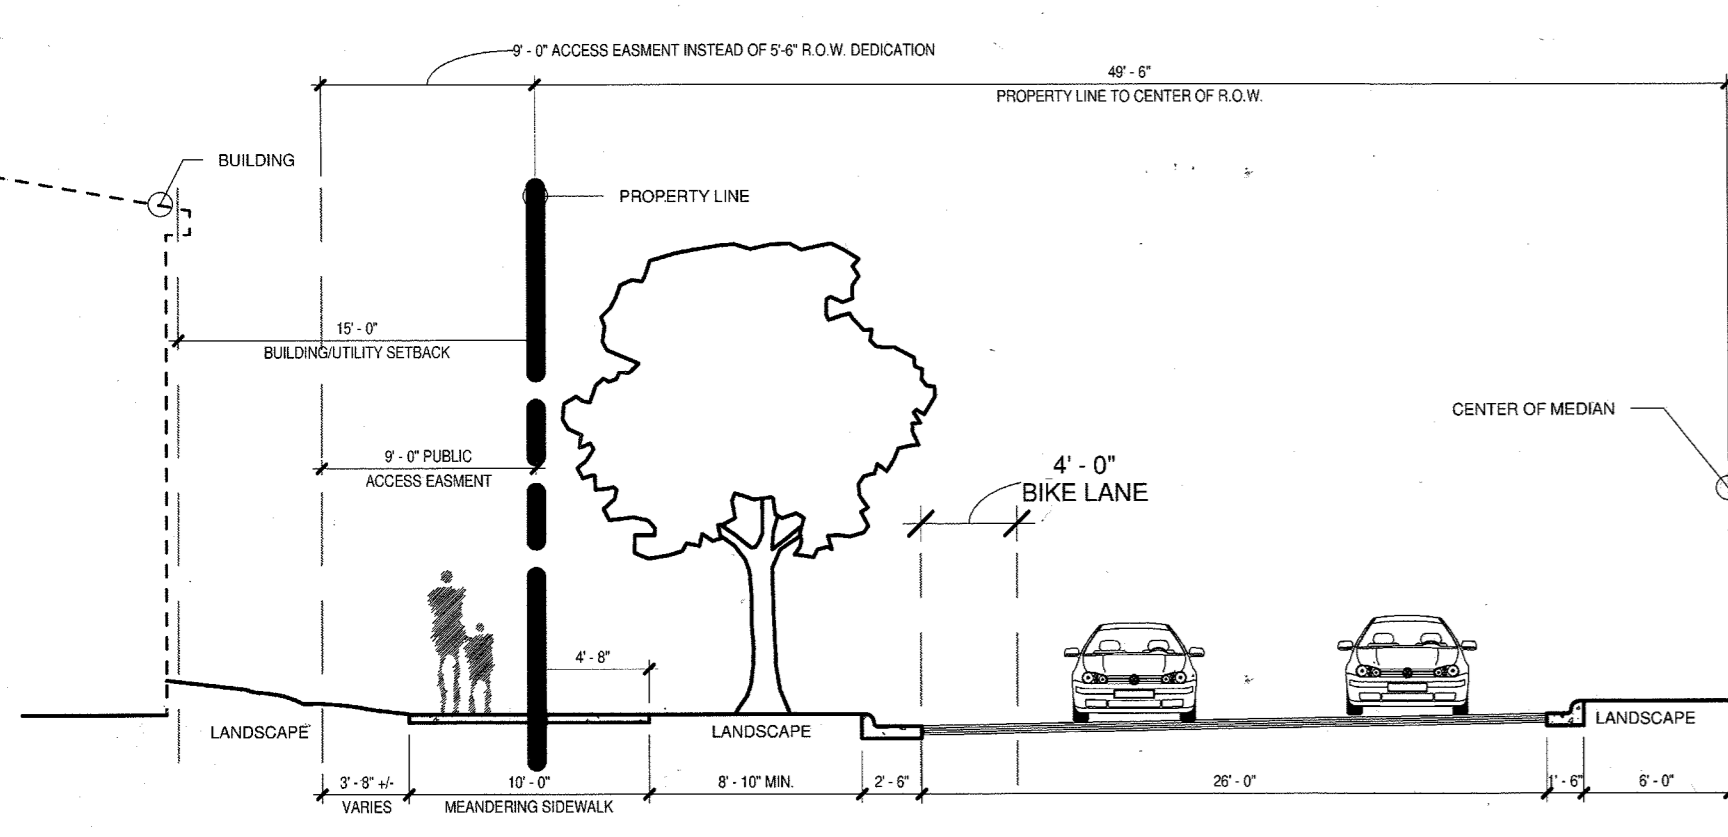 9' - 0" ACCESS EASMENT INSTEAD OF 5'-6" R.O.W. DEDICATION
49' - 6"
PROPERTY LINE TO CENTER OF R.O.W.
BUILDING
PROPERTY LINE
15' - 0"
BUILDING/UTILITY SETBACK
CENTER OF MEDIAN
9' - 0" PUBLIC
ACCESS EASMENT
4' - 0"
BIKE LANE
4' - 8"
LANDSCAPE
LANDSCAPE
LANDSCAPE
3' - 8" +/-
VARIES
10' - 0"
MEANDERING SIDEWALK
8' - 10" MIN.
2' - 6"
26' - 0"
1' - 6"
6' - 0"